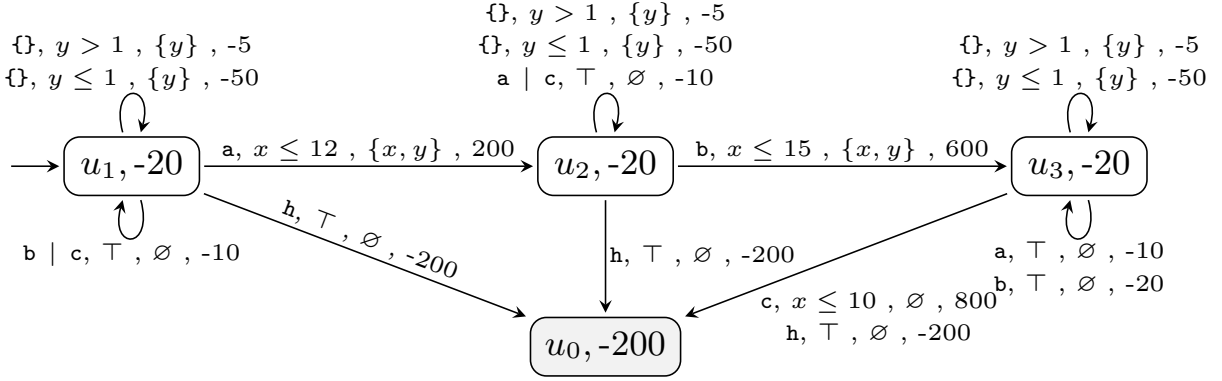 {}, y > 1 , {y} , -5
{}, y ≤ 1 , {y} , -50
{}, y > 1 , {y} , -5
{}, y ≤ 1 , {y} , -50
a | c, ⊤ , ∅ , -10
{}, y > 1 , {y} , -5
{}, y ≤ 1 , {y} , -50
u₁, -20
a, x ≤ 12 , {x, y} , 200
u₂, -20
b, x ≤ 15 , {x, y} , 600
u₃, -20
b | c, ⊤ , ∅ , -10
h, ⊤ , ∅ , -200
h, ⊤ , ∅ , -200
a, ⊤ , ∅ , -10
b, ⊤ , ∅ , -20
c, x ≤ 10 , ∅ , 800
h, ⊤ , ∅ , -200
u₀, -200